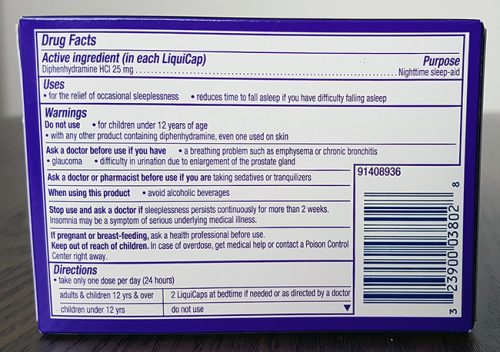 Drug Facts
Active ingredient (in each LiquiCap) Purpose
Diphenhydramine HCl 25 mg ........................................................ Nighttime sleep-aid
Uses
• for the relief of occasional sleeplessness • reduces time to fall asleep if you have difficulty falling asleep
Warnings
Do not use • for children under 12 years of age
• with any other product containing diphenhydramine, even one used on skin
Ask a doctor before use if you have • a breathing problem such as emphysema or chronic bronchitis
• glaucoma • difficulty in urination due to enlargement of the prostate gland
Ask a doctor or pharmacist before use if you are taking sedatives or tranquilizers
When using this product • avoid alcoholic beverages
Stop use and ask a doctor if sleeplessness persists continuously for more than 2 weeks.
Insomnia may be a symptom of serious underlying medical illness.
If pregnant or breast-feeding, ask a health professional before use.
Keep out of reach of children. In case of overdose, get medical help or contact a Poison Control
Center right away.
Directions
• take only one dose per day (24 hours)
adults & children 12 yrs & over 2 LiquiCaps at bedtime if needed or as directed by a doctor
children under 12 yrs do not use
91408936
3 23900 03802 8